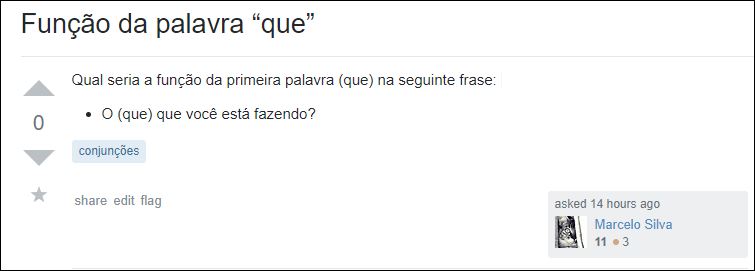 Função da palavra “que”
Qual seria a função da primeira palavra (que) na seguinte frase:
• O (que) que você está fazendo?
0
conjunções
share edit flag
asked 14 hours ago
Marcelo Silva
11 ● 3